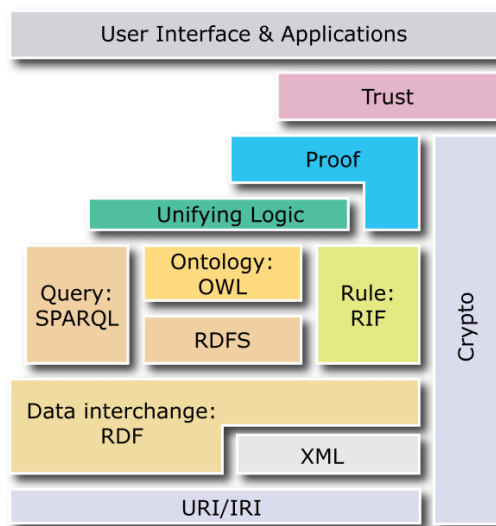 User Interface & Applications
Trust
Proof
Unifying Logic
Query:
SPARQL
Ontology:
OWL
RDFS
Rule:
RIF
Crypto
Data interchange:
RDF
XML
URI/IRI